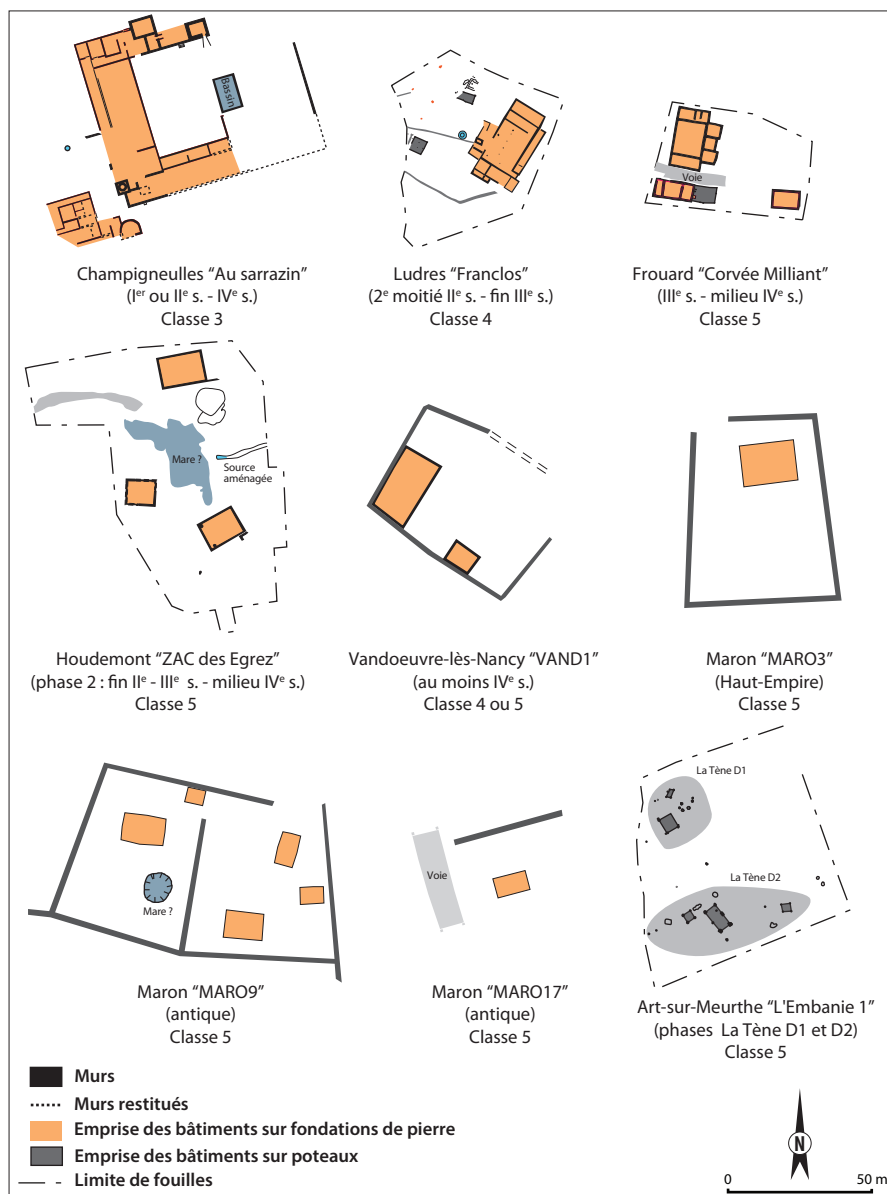 Bassin
Champigneulles “Au sarrazin”
(Ier ou IIe s. - IVe s.)
Classe 3
Ludres “Franclos”
(2e moitié IIe s. - fin IIIe s.)
Classe 4
Voie
Frouard “Corvée Milliant”
(IIIe s. - milieu IVe s.)
Classe 5
Mare ?
Source
aménagée
Houdemont “ZAC des Egrez”
(phase 2 : fin IIe - IIIe s. - milieu IVe s.)
Classe 5
Vandoeuvre-lès-Nancy “VAND1”
(au moins IVe s.)
Classe 4 ou 5
Maron “MARO3”
(Haut-Empire)
Classe 5
Mare ?
Maron “MARO9”
(antique)
Classe 5
Voie
Maron “MARO17”
(antique)
Classe 5
La Tène D1
La Tène D2
Art-sur-Meurthe “L'Embanie 1”
(phases La Tène D1 et D2)
Classe 5
Murs
Murs restitués
Emprise des bâtiments sur fondations de pierre
Emprise des bâtiments sur poteaux
Limite de fouilles
N
0 50 m